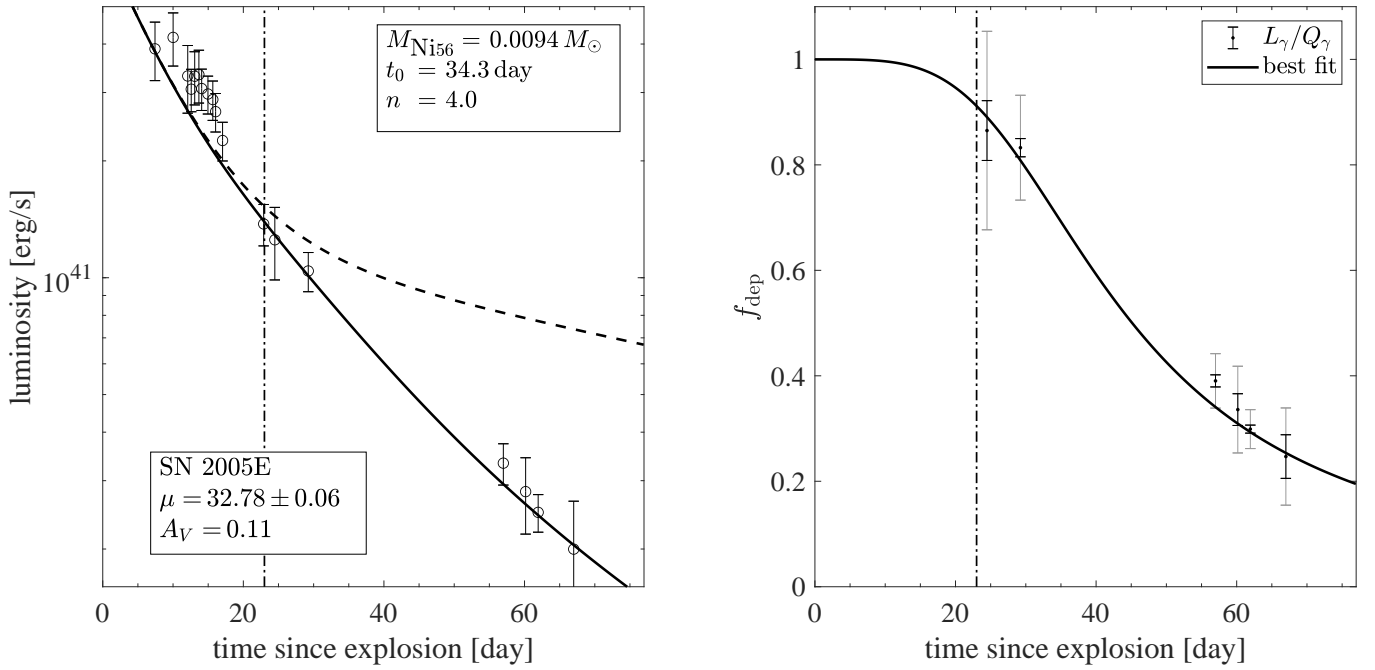 M_Ni56 = 0.0094 M_⊙
t_0 = 34.3 day
n = 4.0
10^41
luminosity [erg/s]
SN 2005E
μ = 32.78 ± 0.06
A_V = 0.11
0 20 40 60
time since explosion [day]
L_γ/Q_γ
best fit
1
0.8
0.6
0.4
0.2
0
f_dep
0 20 40 60
time since explosion [day]